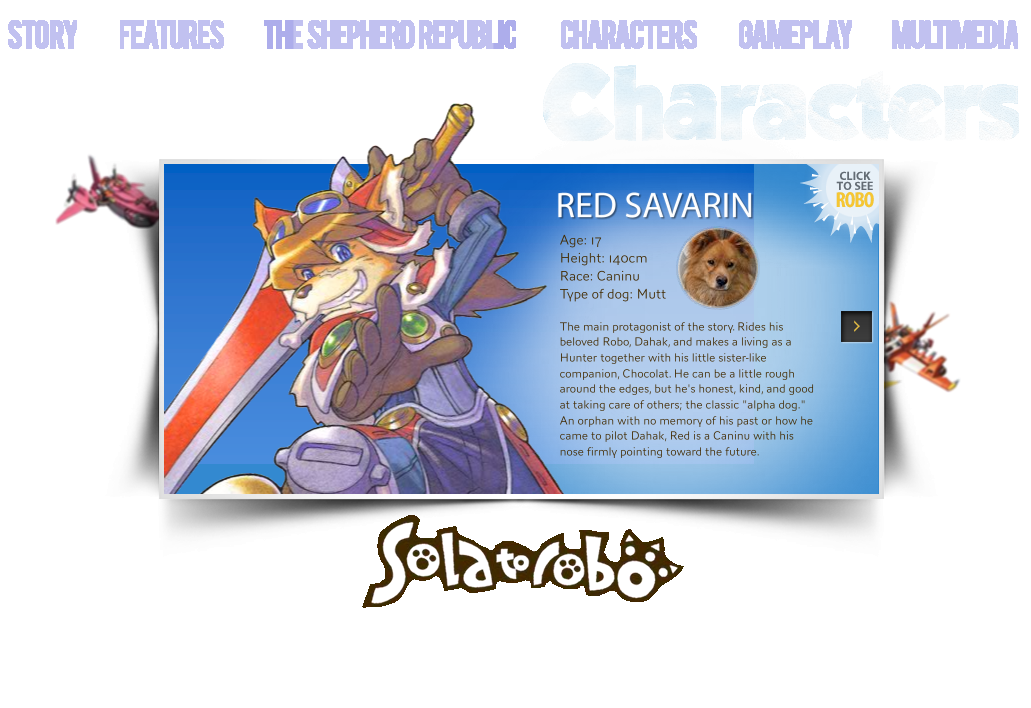 STORY FEATURES THE SHEPHERD REPUBLIC CHARACTERS GAMEPLAY MULTIMEDIA
Characters
CLICK
TO SEE
ROBO
RED SAVARIN
Age: 17
Height: 140cm
Race: Caninu
Type of dog: Mutt
The main protagonist of the story. Rides his
beloved Robo, Dahak, and makes a living as a
Hunter together with his little sister-like
companion, Chocolat. He can be a little rough
around the edges, but he's honest, kind, and good
at taking care of others; the classic "alpha dog."
An orphan with no memory of his past or how he
came to pilot Dahak, Red is a Caninu with his
nose firmly pointing toward the future.
Solatorobo